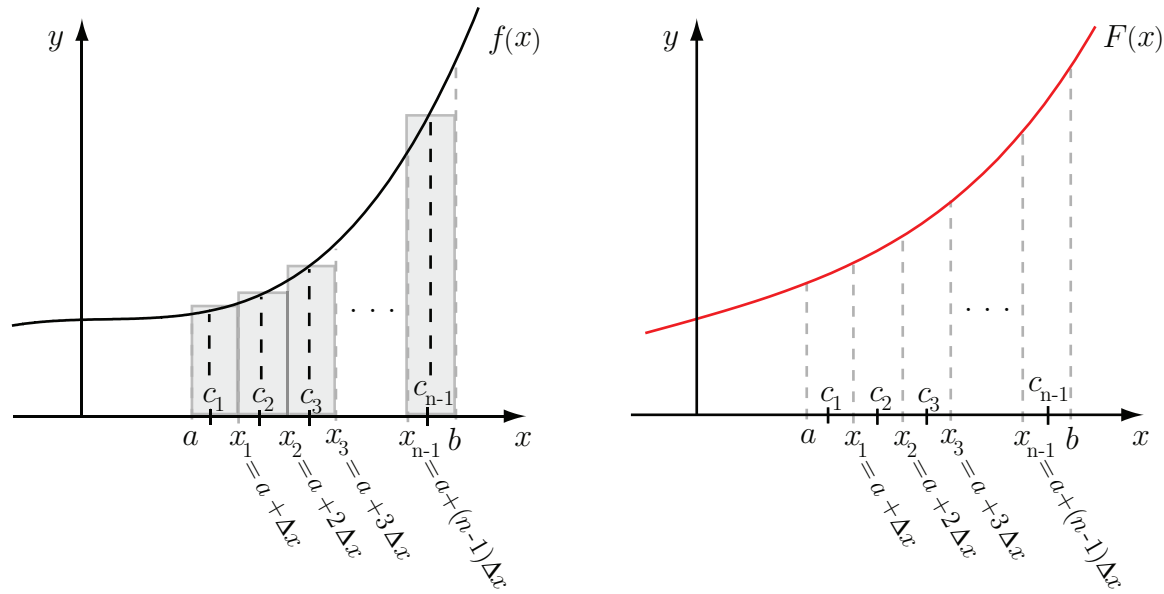 y
f(x)
c₁ c₂ c₃ . . . cₙ₋₁
a x₁=a+Δx x₂=a+2Δx x₃=a+3Δx xₙ₋₁=a+(n-1)Δx b x
y
F(x)
c₁ c₂ c₃ . . . cₙ₋₁
a x₁=a+Δx x₂=a+2Δx x₃=a+3Δx xₙ₋₁=a+(n-1)Δx b x